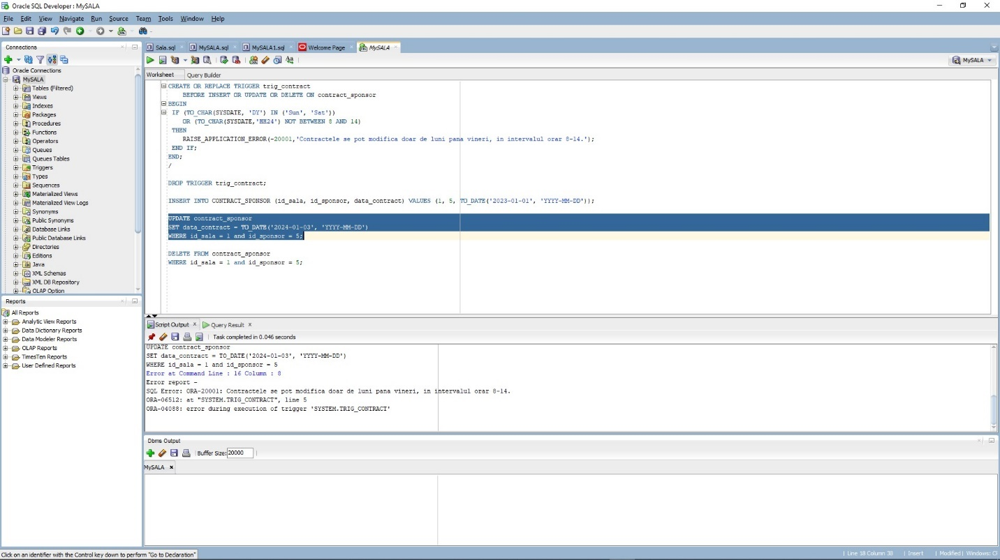 Oracle SQL Developer : MySALA
File Edit View Navigate Run Source Team Tools Window Help
Connections
Oracle Connections
MySALA
Tables (Filtered)
Views
Indexes
Packages
Procedures
Functions
Operators
Queues
Queues Tables
Triggers
Types
Sequences
Materialized Views
Materialized View Logs
Synonyms
Public Synonyms
Database Links
Public Database Links
Directories
Editions
Java
XML Schemas
XML DB Repository
OLAP Option
Reports
All Reports
Analytic View Reports
Data Dictionary Reports
Data Modeler Reports
OLAP Reports
TimesTen Reports
User Defined Reports
Sala.sql MySALA.sql MySALA1.sql Welcome Page MySALA
MySALA
Worksheet Query Builder
CREATE OR REPLACE TRIGGER trig_contract
BEFORE INSERT OR UPDATE OR DELETE ON contract_sponsor
BEGIN
IF (TO_CHAR(SYSDATE, 'DY') IN ('Sun', 'Sat'))
OR (TO_CHAR(SYSDATE,'HH24') NOT BETWEEN 8 AND 14)
THEN
RAISE_APPLICATION_ERROR(-20001,'Contractele se pot modifica doar de luni pana vineri, in intervalul orar 8-14.');
END IF;
END;
/
DROP TRIGGER trig_contract;
INSERT INTO CONTRACT_SPONSOR (id_sala, id_sponsor, data_contract) VALUES (1, 5, TO_DATE('2023-01-01', 'YYYY-MM-DD'));
UPDATE contract_sponsor
SET data_contract = TO_DATE('2024-01-03', 'YYYY-MM-DD')
WHERE id_sala = 1 and id_sponsor = 5;
DELETE FROM contract_sponsor
WHERE id_sala = 1 and id_sponsor = 5;
Script Output x Query Result x
Task completed in 0.046 seconds
UPDATE contract_sponsor
SET data_contract = TO_DATE('2024-01-03', 'YYYY-MM-DD')
WHERE id_sala = 1 and id_sponsor = 5
Error at Command Line : 16 Column : 8
Error report -
SQL Error: ORA-20001: Contractele se pot modifica doar de luni pana vineri, in intervalul orar 8-14.
ORA-06512: at "SYSTEM.TRIG_CONTRACT", line 5
ORA-04088: error during execution of trigger 'SYSTEM.TRIG_CONTRACT'
Dbms Output
Buffer Size: 20000
MySALA x
Click on an identifier with the Control key down to perform "Go to Declaration"
Line 18 Column 38 | Insert | Modified | Windows: Cl